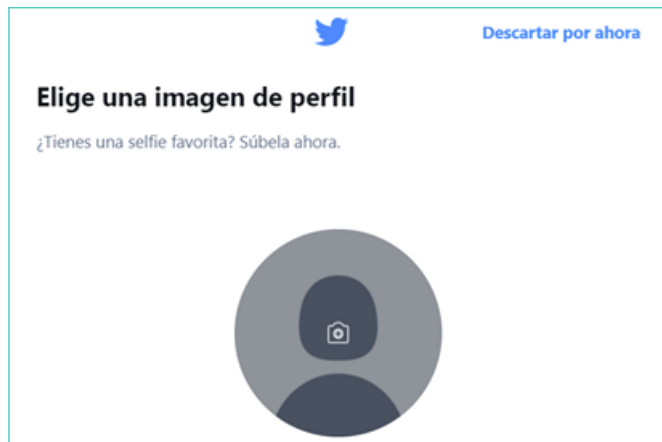 Descartar por ahora
Elige una imagen de perfil
¿Tienes una selfie favorita? Súbela ahora.